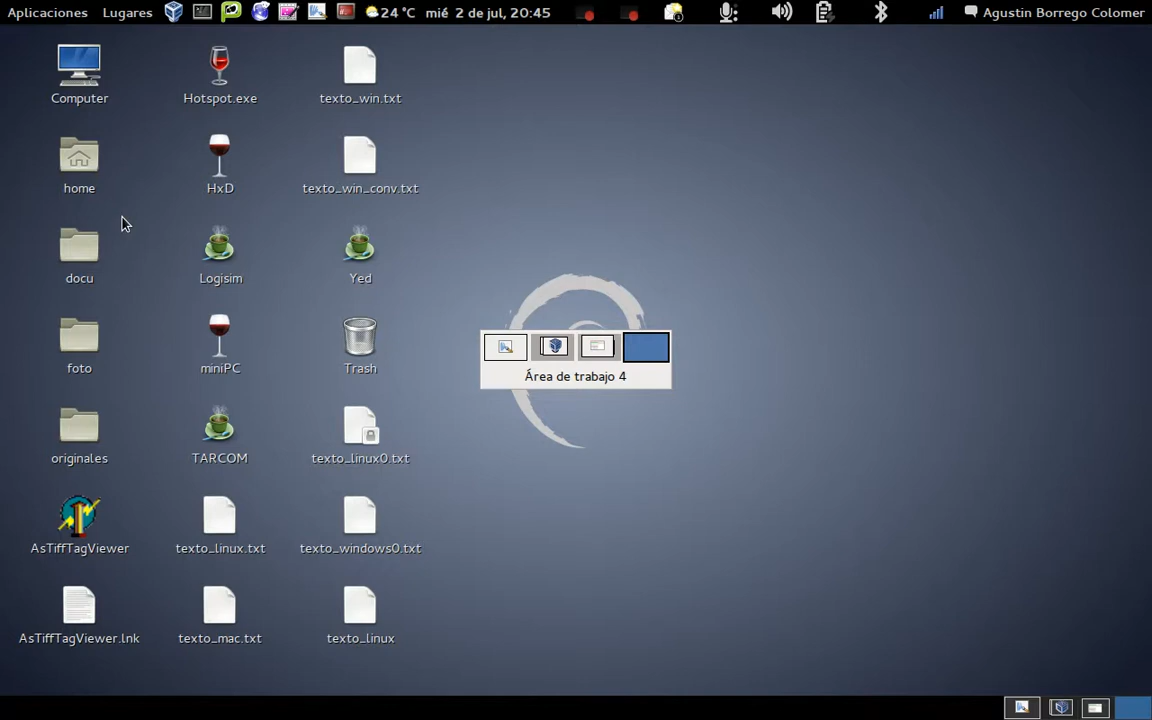 Aplicaciones Lugares 24 °C mié 2 de jul, 20:45 Agustin Borrego Colomer
Computer Hotspot.exe texto_win.txt
home HxD texto_win_conv.txt
docu Logisim Yed
foto miniPC Trash
Área de trabajo 4
originales TARCOM texto_linux0.txt
AsTiffTagViewer texto_linux.txt texto_windows0.txt
AsTiffTagViewer.lnk texto_mac.txt texto_linux